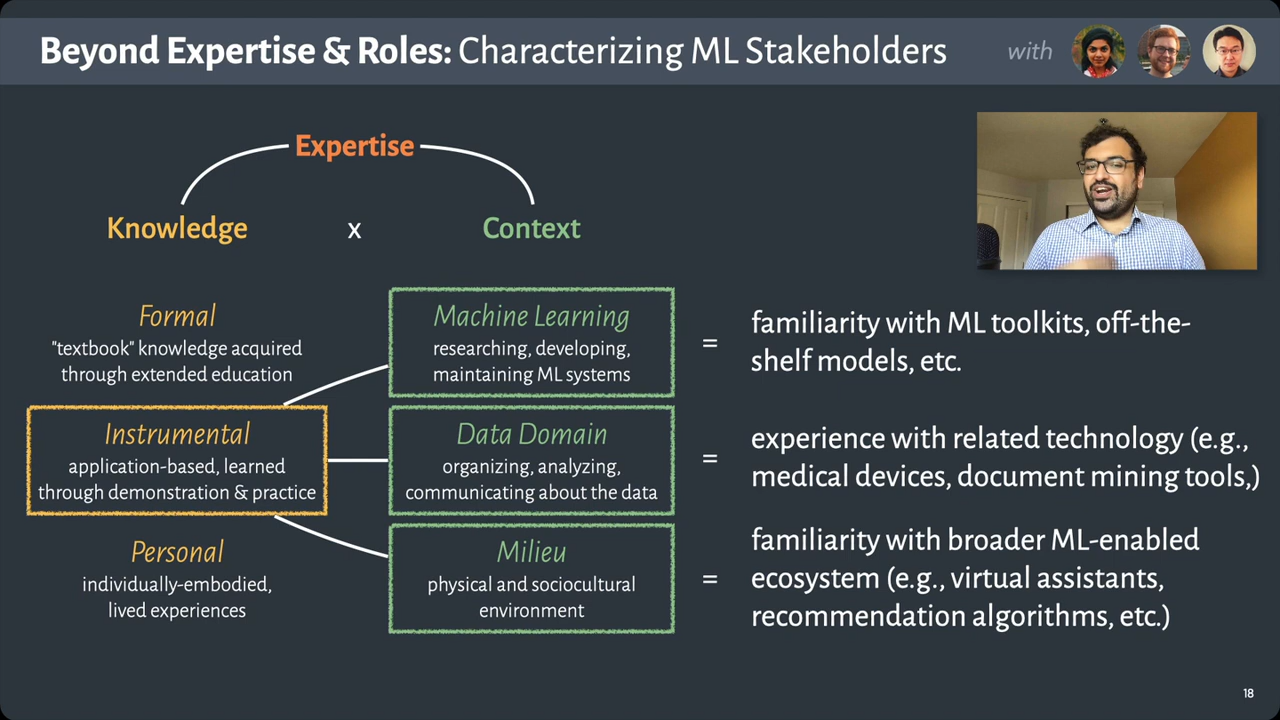 Beyond Expertise & Roles: Characterizing ML Stakeholders
with
Expertise
Knowledge x Context
Formal
"textbook" knowledge acquired
through extended education
Machine Learning
researching, developing,
maintaining ML systems
=
familiarity with ML toolkits, off-the-
shelf models, etc.
Instrumental
application-based, learned
through demonstration & practice
Data Domain
organizing, analyzing,
communicating about the data
=
experience with related technology (e.g.,
medical devices, document mining tools,)
Personal
individually-embodied,
lived experiences
Milieu
physical and sociocultural
environment
=
familiarity with broader ML-enabled
ecosystem (e.g., virtual assistants,
recommendation algorithms, etc.)
18